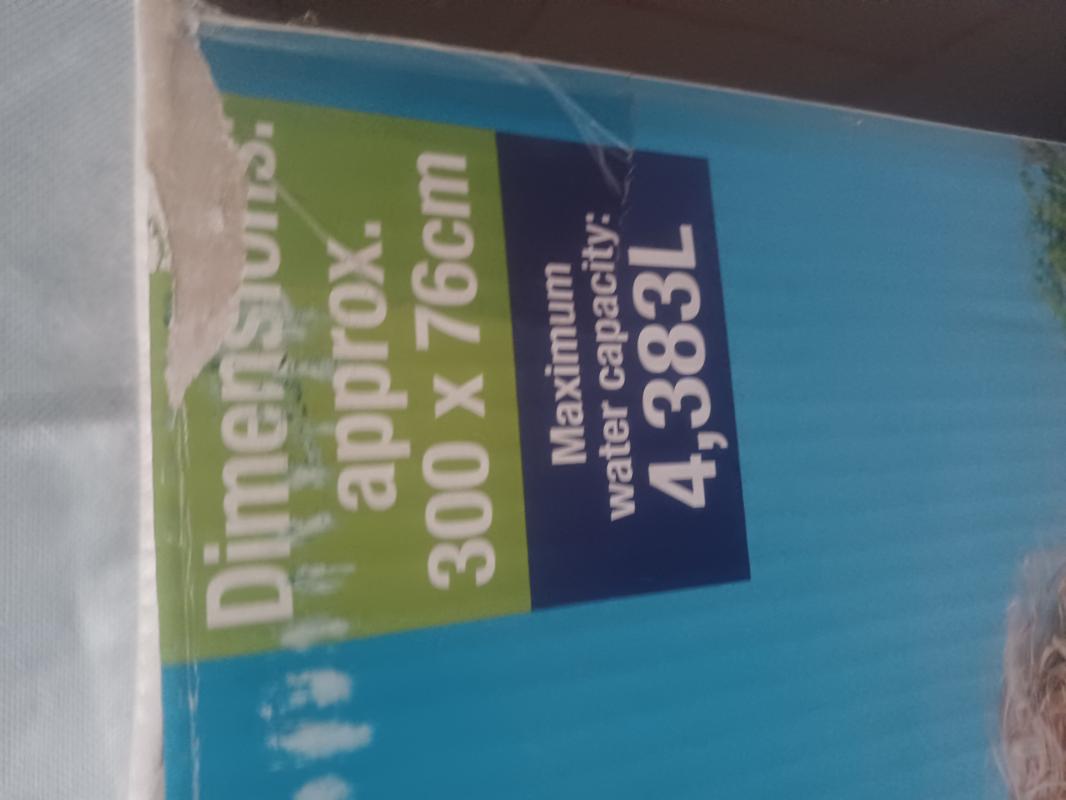 Dimensions:
approx.
300 x 76cm
Maximum
water capacity:
4,383L